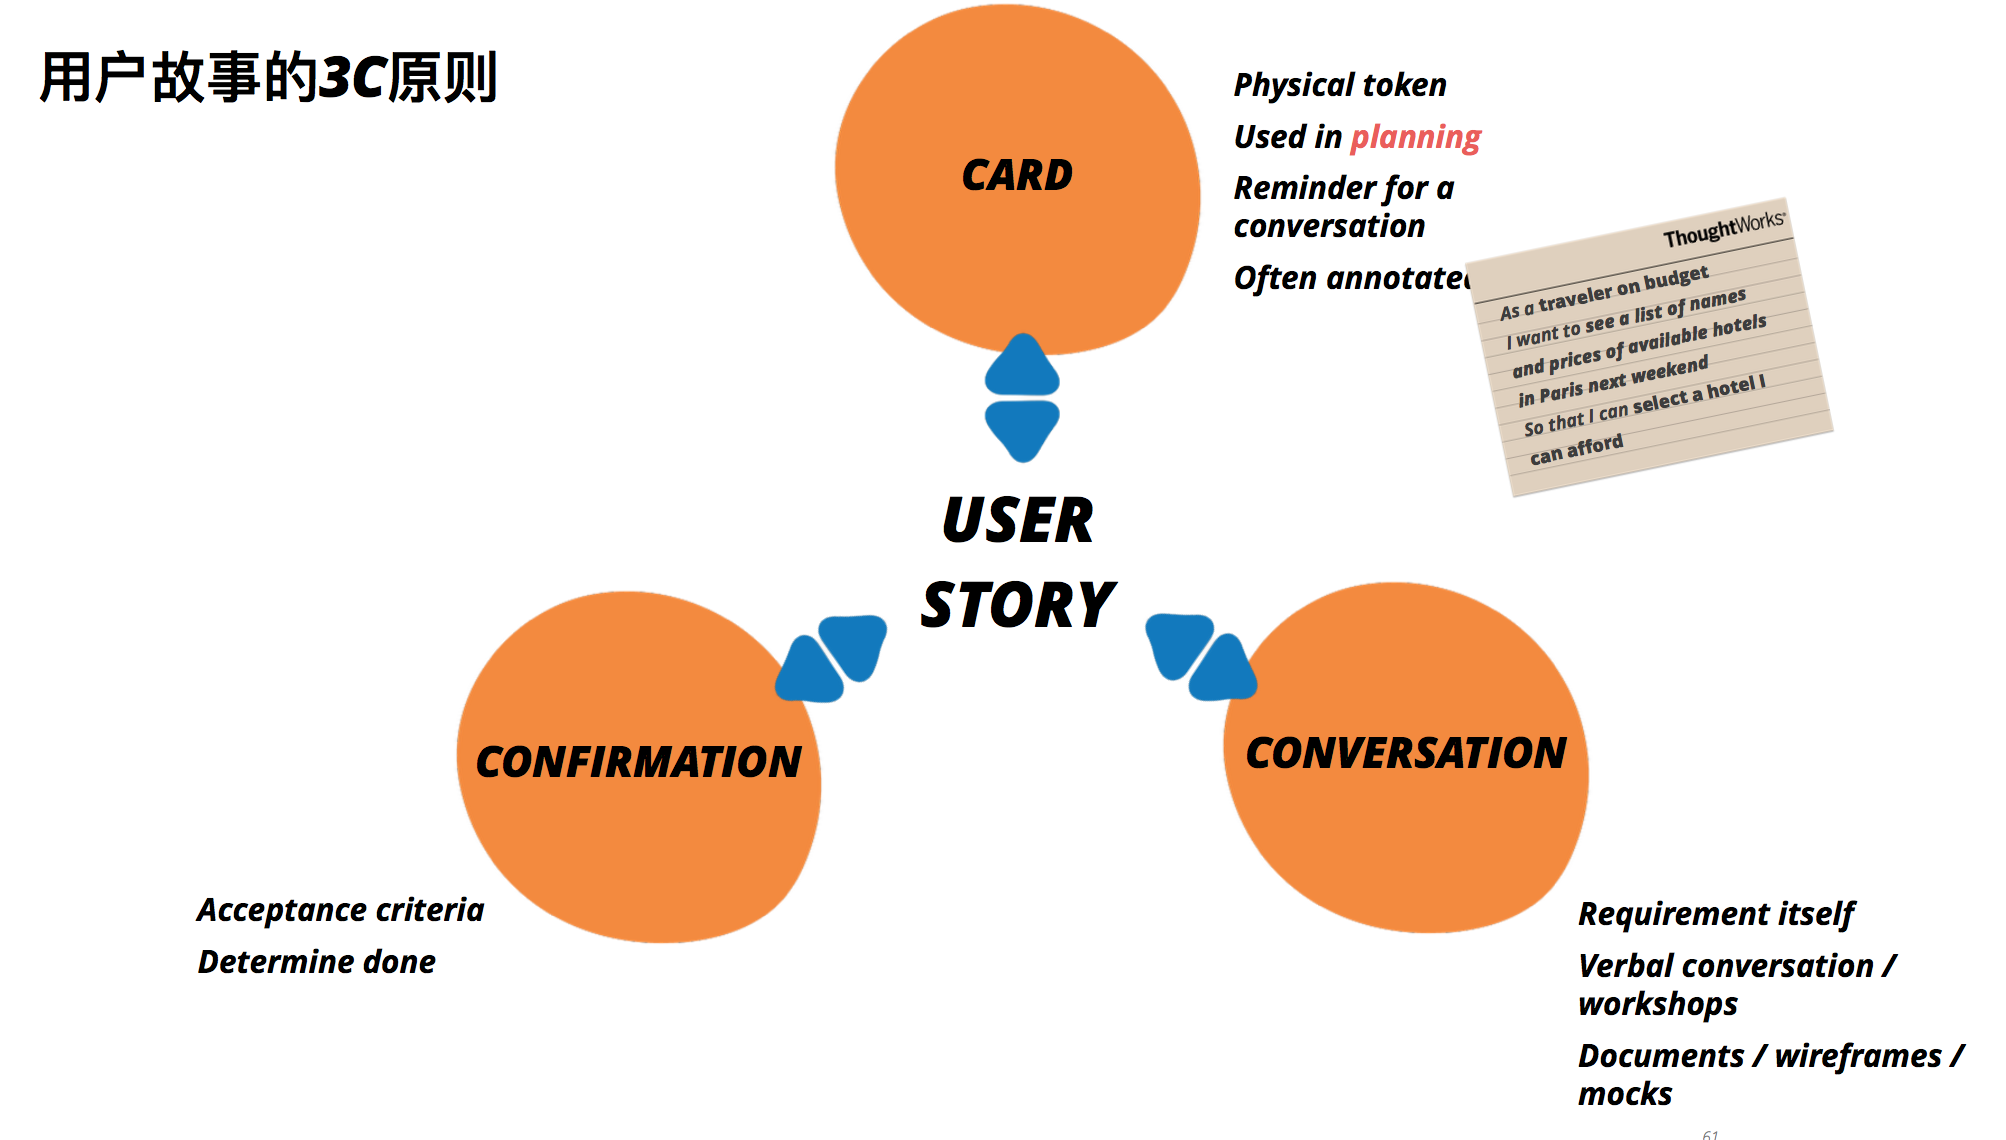 用户故事的3C原则
CARD
Physical token
Used in planning
Reminder for a
conversation
Often annotated
ThoughtWorks
As a traveler on budget
I want to see a list of names
and prices of available hotels
in Paris next weekend
So that I can select a hotel I
can afford
USER
STORY
CONFIRMATION
Acceptance criteria
Determine done
CONVERSATION
Requirement itself
Verbal conversation /
workshops
Documents / wireframes /
mocks
61